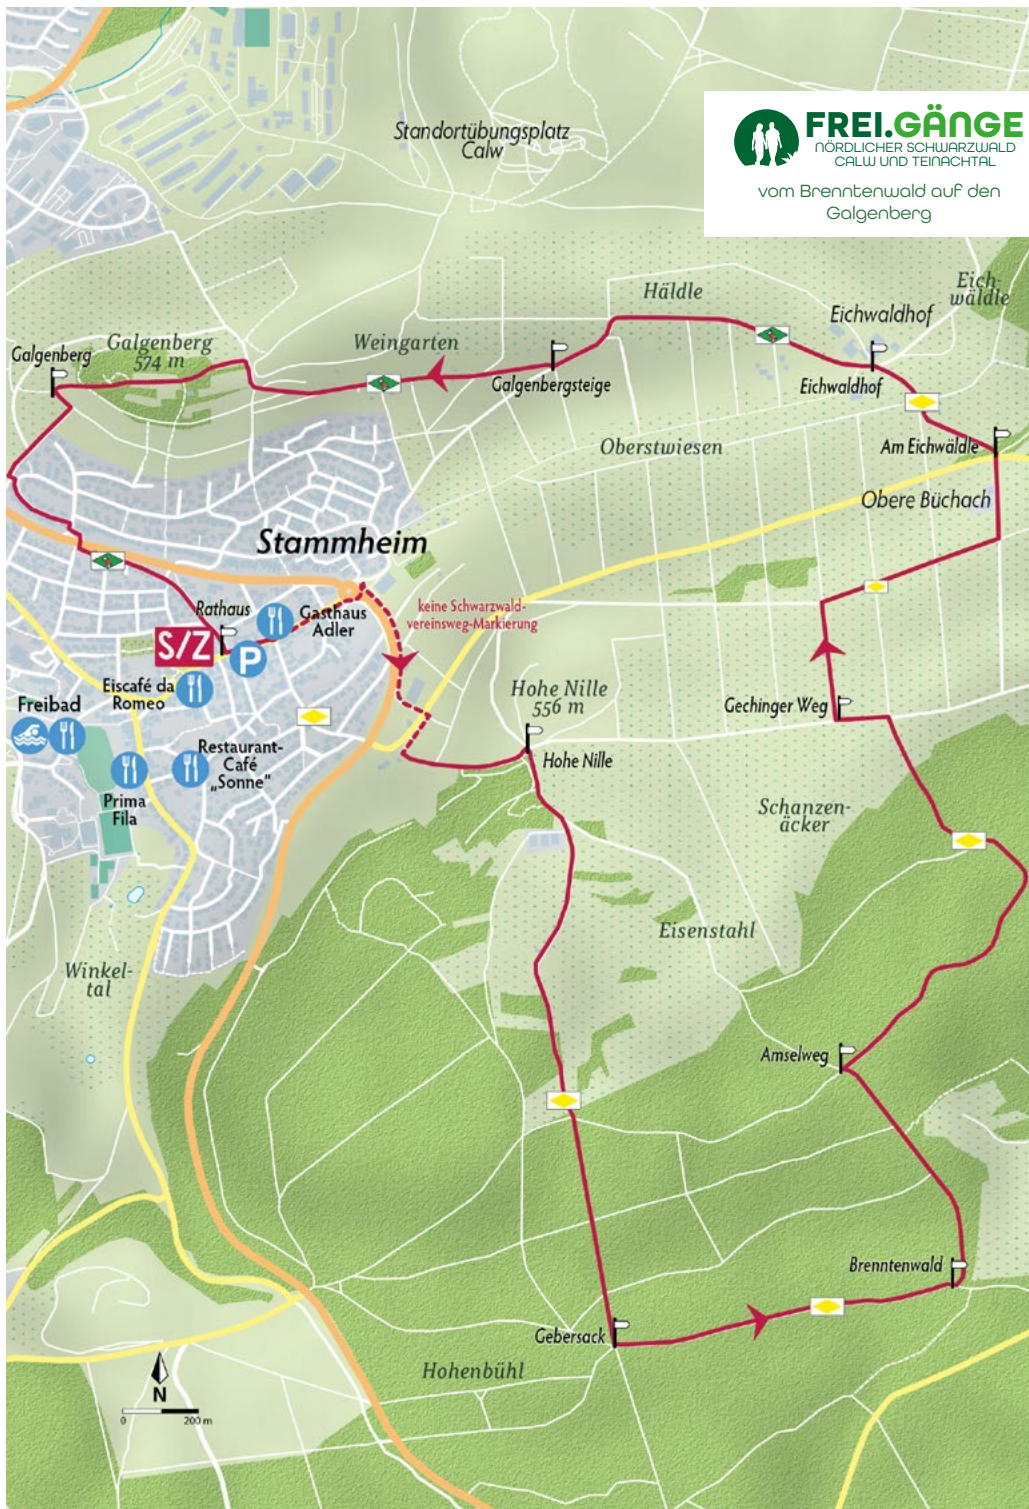 Standortübungsplatz
Calw
FREI.GÄNGE
NÖRDLICHER SCHWARZWALD
CALW UND TEINACHTAL
vom Brenntenwald auf den
Galgenberg
Eich-
wäldle
Häldle
Eichwaldhof
Galgenberg
574 m
Weingarten
Galgenberg
Galgenbergsteige
Eichwaldhof
Oberstwiesen
Am Eichwäldle
Obere Büchach
Stammheim
keine Schwarzwald-
vereinsweg-Markierung
Rathaus
Gasthaus
Adler
S/Z
P
Eiscafé da
Romeo
Freibad
Hohe Nille
556 m
Gechinger Weg
Hohe Nille
Restaurant-
Café
„Sonne"
Prima
Fila
Schanzen-
äcker
Eisenstahl
Winkel-
tal
Amselweg
Brenntenwald
Gebersack
Hohenbühl
N
0 200 m